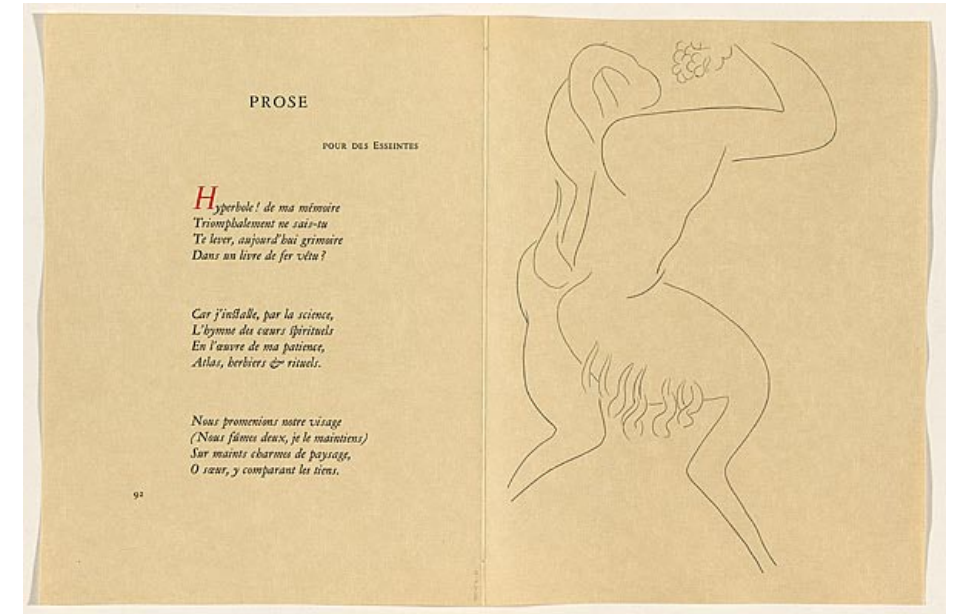 PROSE
POUR DES ESSEINTES
Hyperbole ! de ma mémoire
Triomphalement ne sais-tu
Te lever, aujourd'hui grimoire
Dans un livre de fer vêtu ?
Car j'installe, par la science,
L'hymne des cœurs spirituels
En l'œuvre de ma patience,
Atlas, herbiers & rituels.
Nous promenions notre visage
(Nous fûmes deux, je le maintiens)
Sur maints charmes de paysage,
O sœur, y comparant les tiens.
92